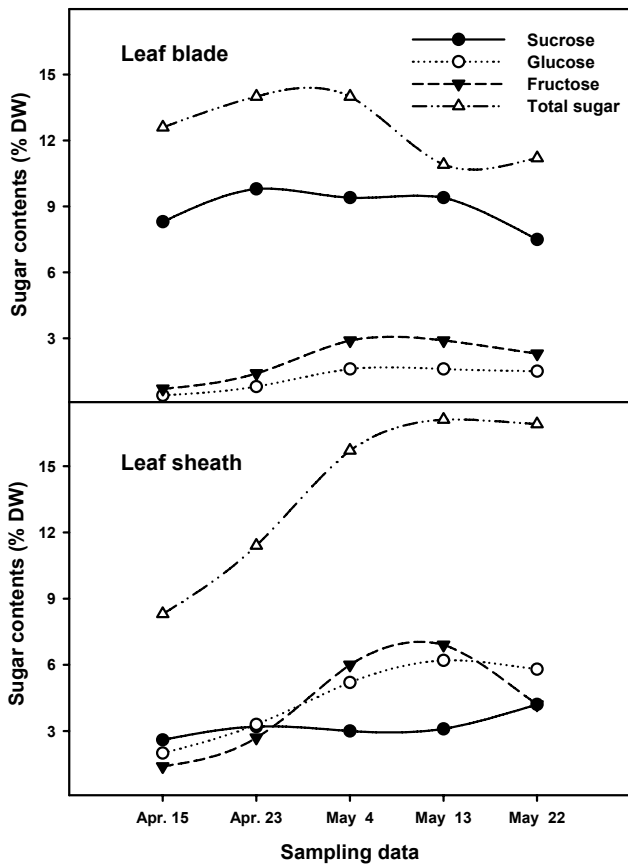 Leaf blade
Sucrose
Glucose
Fructose
Total sugar
Sugar contents (% DW)
15
12
9
6
3
Leaf sheath
Sugar contents (% DW)
15
12
9
6
3
Apr. 15 Apr. 23 May 4 May 13 May 22
Sampling data